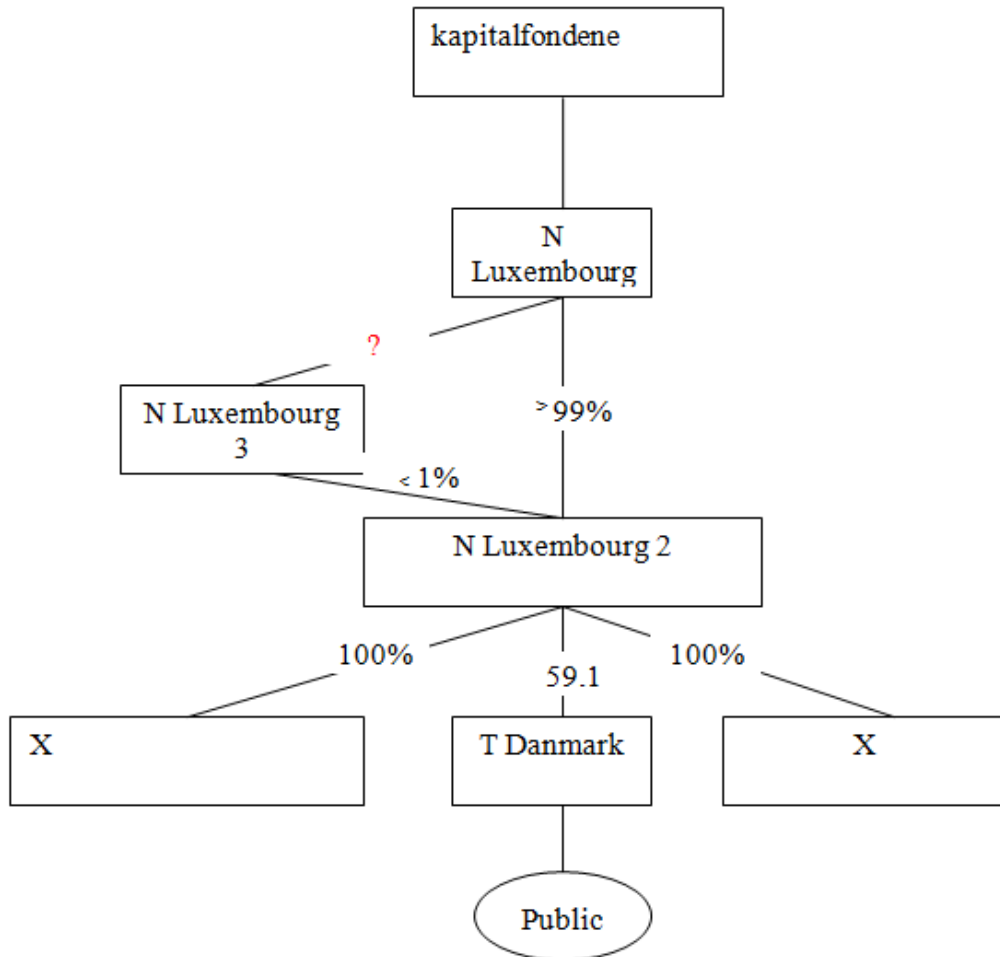 kapitalfondene
N
Luxembourg
?
N Luxembourg
3
> 99%
< 1%
N Luxembourg 2
100%
59.1
100%
X
T Danmark
X
Public